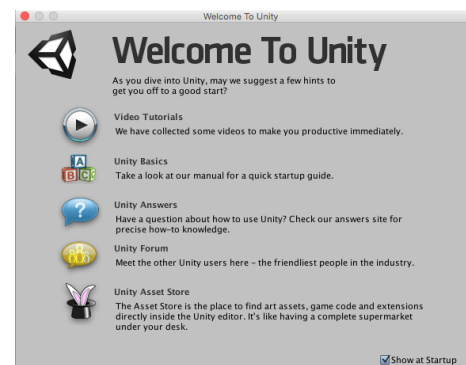 Welcome To Unity
Welcome To Unity
As you dive into Unity, may we suggest a few hints to
get you off to a good start?
Video Tutorials
We have collected some videos to make you productive immediately.
A
B C
Unity Basics
Take a look at our manual for a quick startup guide.
?
Unity Answers
Have a question about how to use Unity? Check our answers site for
precise how-to knowledge.
Unity Forum
Meet the other Unity users here - the friendliest people in the industry.
Unity Asset Store
The Asset Store is the place to find art assets, game code and extensions
directly inside the Unity editor. It's like having a complete supermarket
under your desk.
Show at Startup